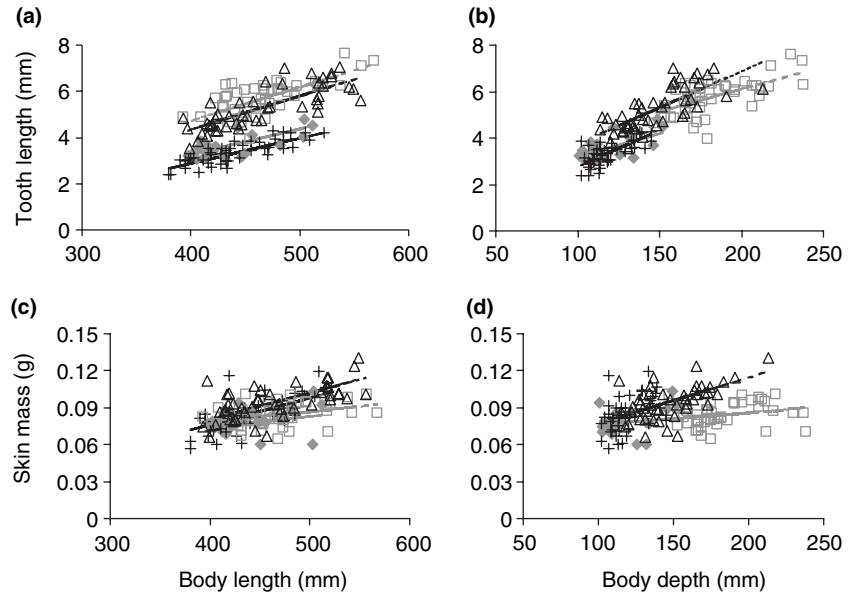 (a)
Tooth length (mm)
8
6
4
2
0
300 400 500 600
(b)
8
6
4
2
0
50 100 150 200 250
(c)
Skin mass (g)
0.15
0.12
0.09
0.06
0.03
0
300 400 500 600
Body length (mm)
(d)
0.15
0.12
0.09
0.06
0.03
0
50 100 150 200 250
Body depth (mm)